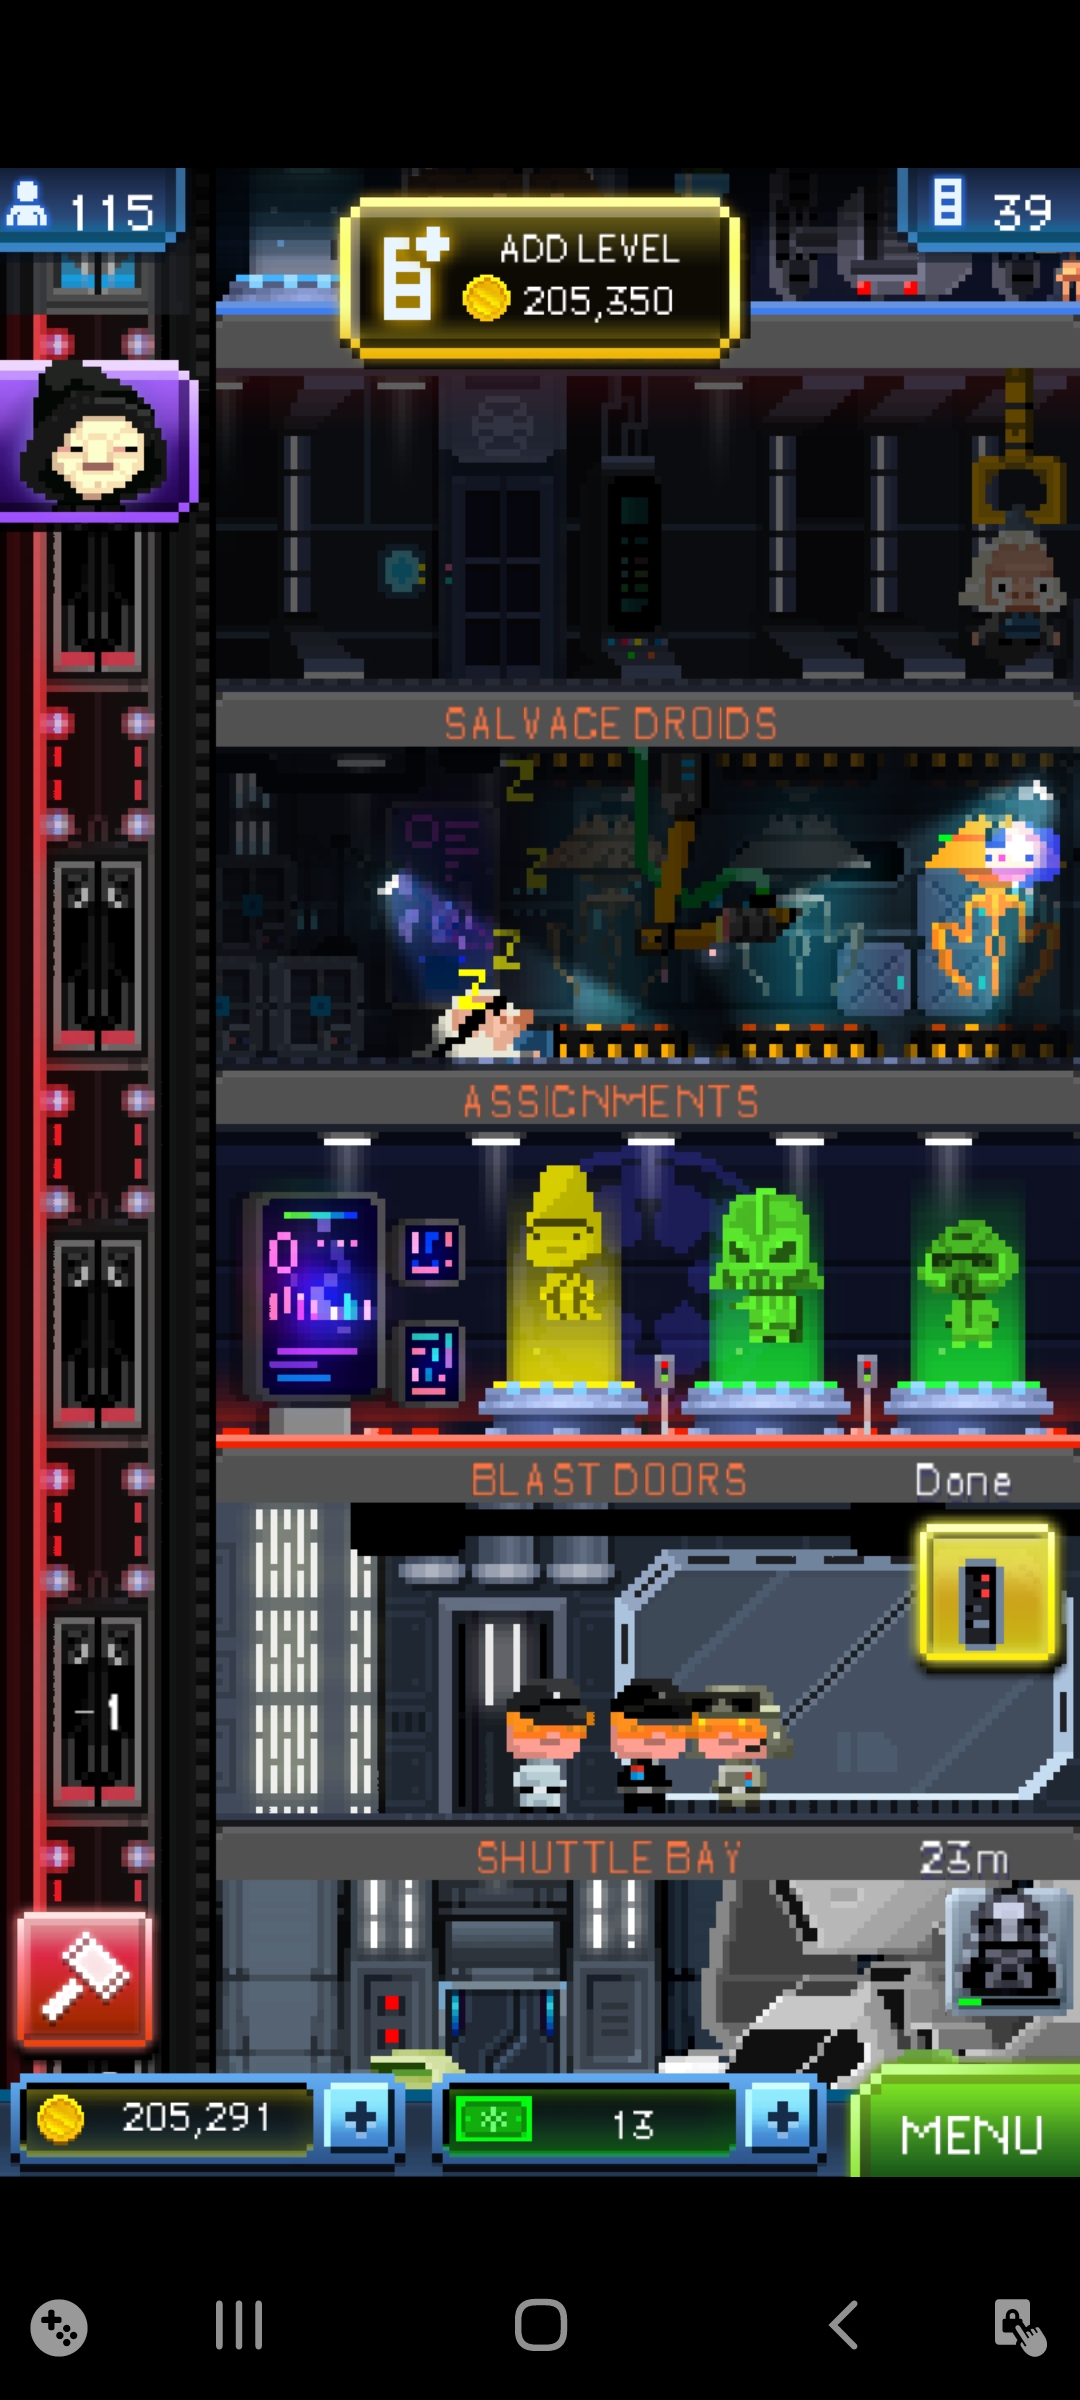 115
39
ADD LEVEL
205,350
SALVAGE DROIDS
Z
Z
Z
Z
ASSIGNMENTS
BLAST DOORS
Done
-1
SHUTTLE BAY
23m
205,291
13
MENU